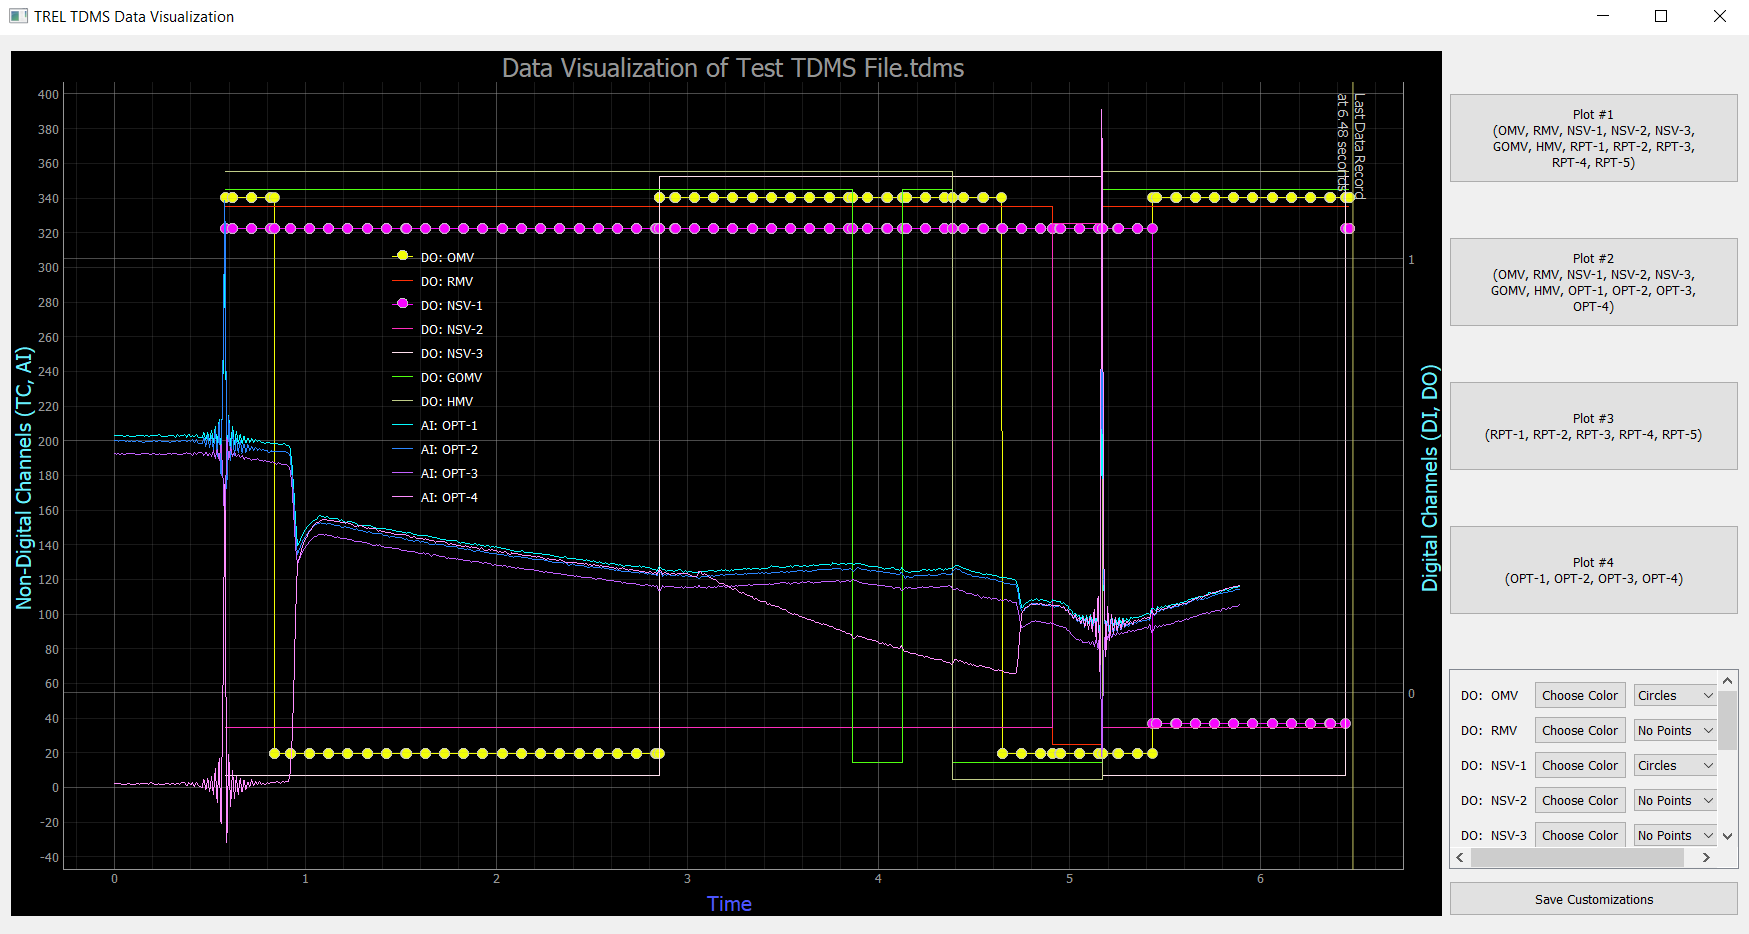 TREL TDMS Data Visualization
Data Visualization of Test TDMS File.tdms
400
380
360
340
320
300
280
260
240
220
200
180
160
140
120
100
80
60
40
20
0
-20
-40
Non-Digital Channels (TC, AI)
DO: OMV
DO: RMV
DO: NSV-1
DO: NSV-2
DO: NSV-3
DO: GOMV
DO: HMV
AI: OPT-1
AI: OPT-2
AI: OPT-3
AI: OPT-4
Last Data Record
at 6.48 seconds
1
0
Digital Channels (DI, DO)
0
1
2
3
4
5
6
Time
Plot #1
(OMV, RMV, NSV-1, NSV-2, NSV-3,
GOMV, HMV, RPT-1, RPT-2, RPT-3,
RPT-4, RPT-5)
Plot #2
(OMV, RMV, NSV-1, NSV-2, NSV-3,
GOMV, HMV, OPT-1, OPT-2, OPT-3,
OPT-4)
Plot #3
(RPT-1, RPT-2, RPT-3, RPT-4, RPT-5)
Plot #4
(OPT-1, OPT-2, OPT-3, OPT-4)
DO: OMV Choose Color Circles
DO: RMV Choose Color No Points
DO: NSV-1 Choose Color Circles
DO: NSV-2 Choose Color No Points
DO: NSV-3 Choose Color No Points
Save Customizations